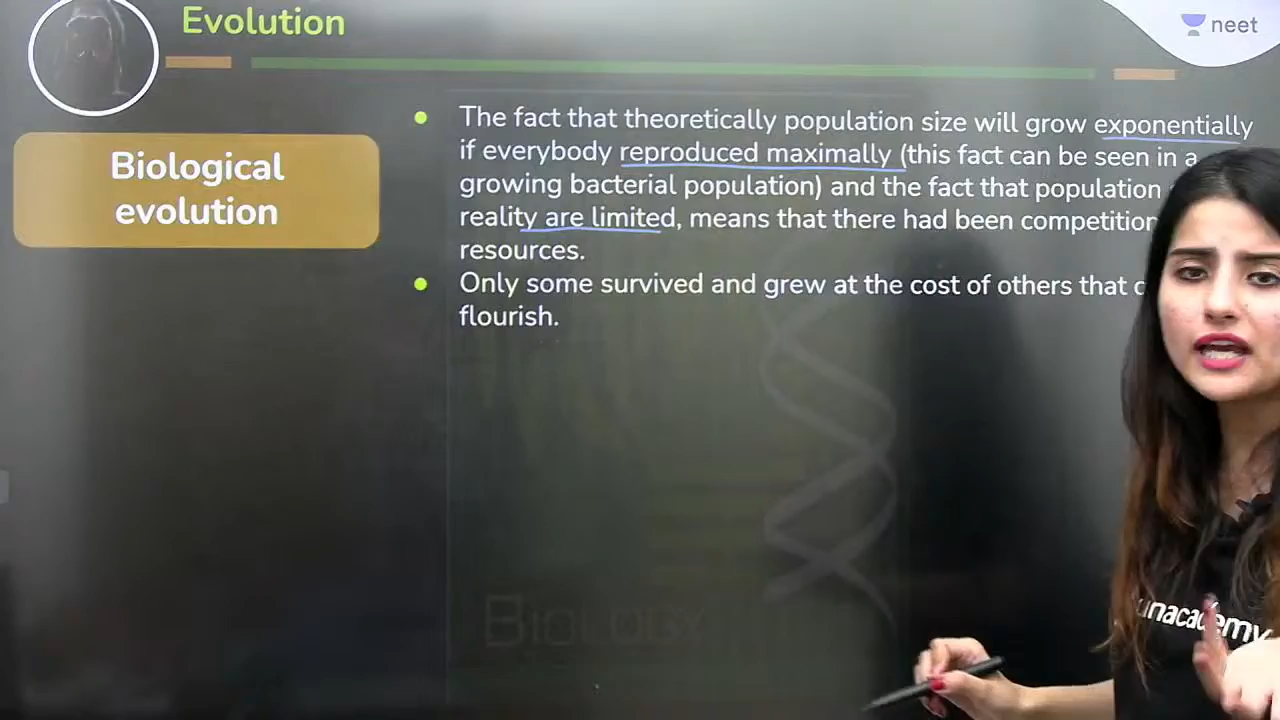 Evolution
neet
Biological
evolution
The fact that theoretically population size will grow exponentially
if everybody reproduced maximally (this fact can be seen in a
growing bacterial population) and the fact that population
reality are limited, means that there had been competition
resources.
Only some survived and grew at the cost of others that
flourish.
BIOLOGY
unacademy